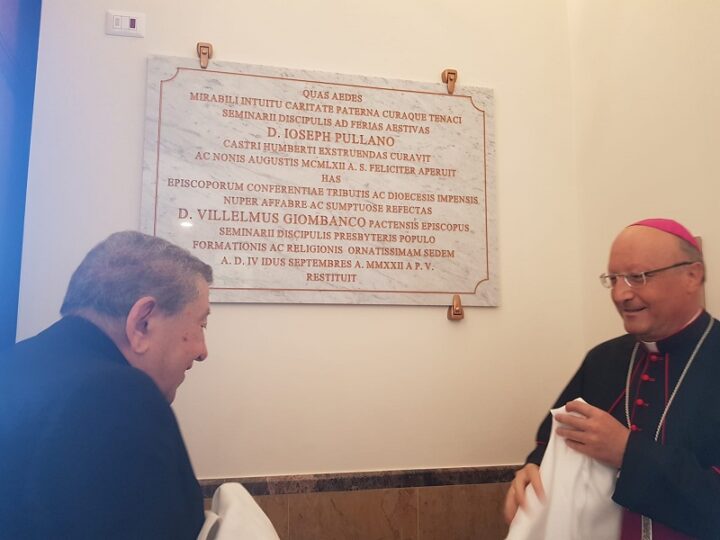 QUAS AEDES
MIRABILI INTUITU CARITATE PATERNA CURAQUE TENACI
SEMINARII DISCIPULIS AD FERIAS AESTIVAS
D. IOSEPH PULLANO
CASTRI HUMBERTI EXSTRUENDAS CURAVIT
AC NONIS AUGUSTIS MCMLXII A. S. FELICITER APERUIT
HAS
EPISCOPORUM CONFERENTIAE TRIBUTIS AC DIOECESIS IMPENSIS
NUPER AFFABRE AC SUMPTUOSE REFECTAS
D. VILLELMUS GIOMBANCO PACTENSIS EPISCOPUS
SEMINARII DISCIPULIS PRESBYTERIS POPULO
FORMATIONIS AC RELIGIONIS ORNATISSIMAM SEDEM
A. D. IV IDUS SEPTEMBRES A. MMXXII A P. V.
RESTITUIT